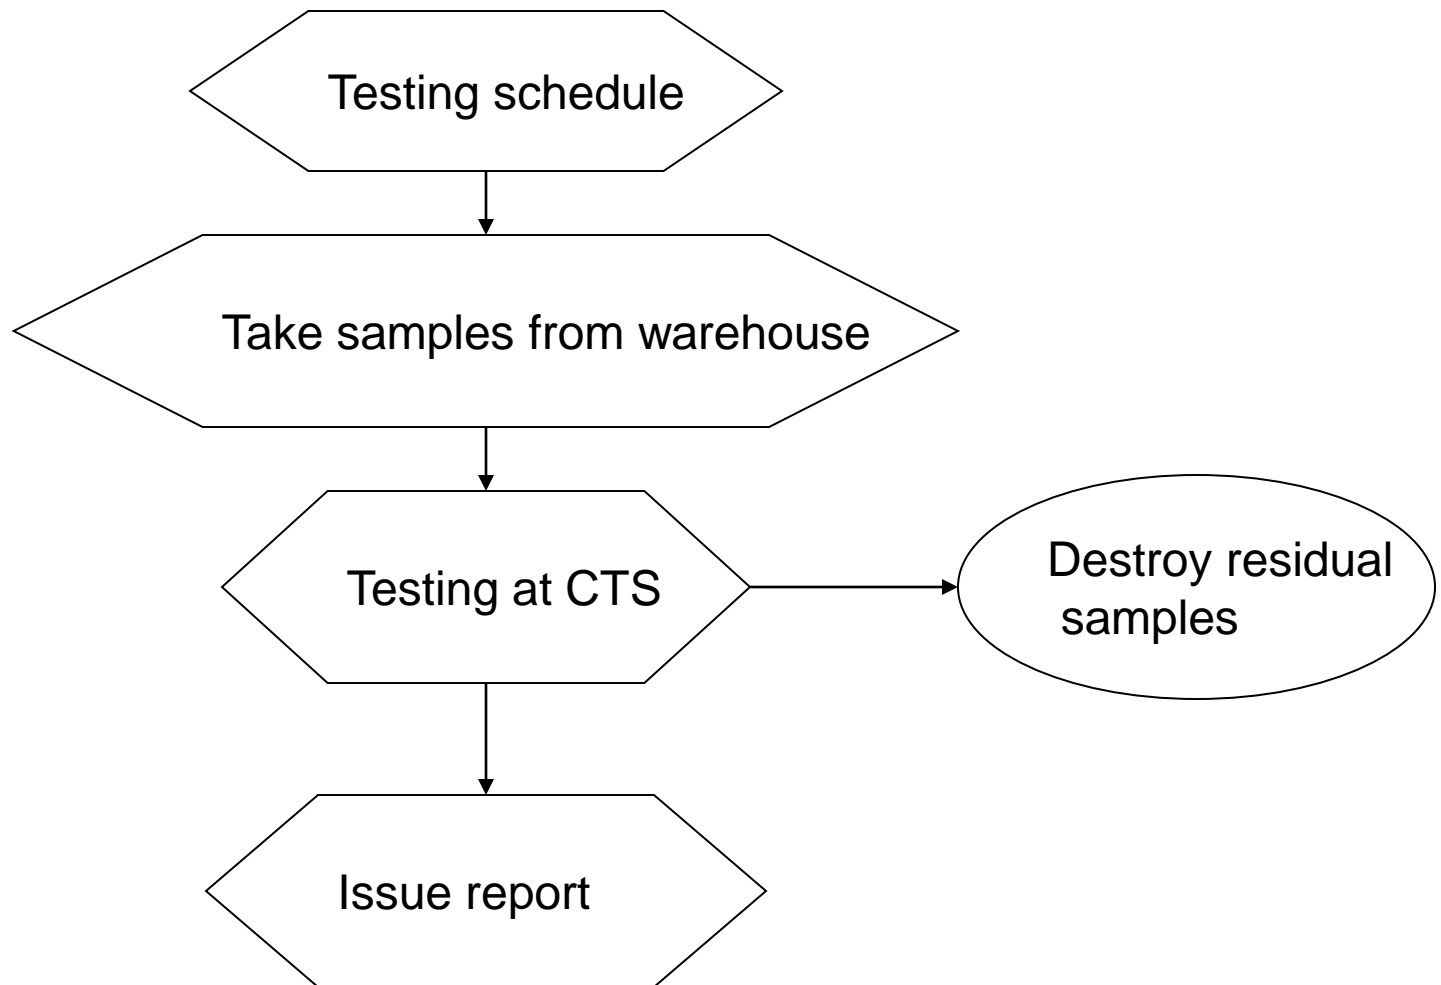 Testing schedule
Take samples from warehouse
Testing at CTS
Destroy residual
samples
Issue report